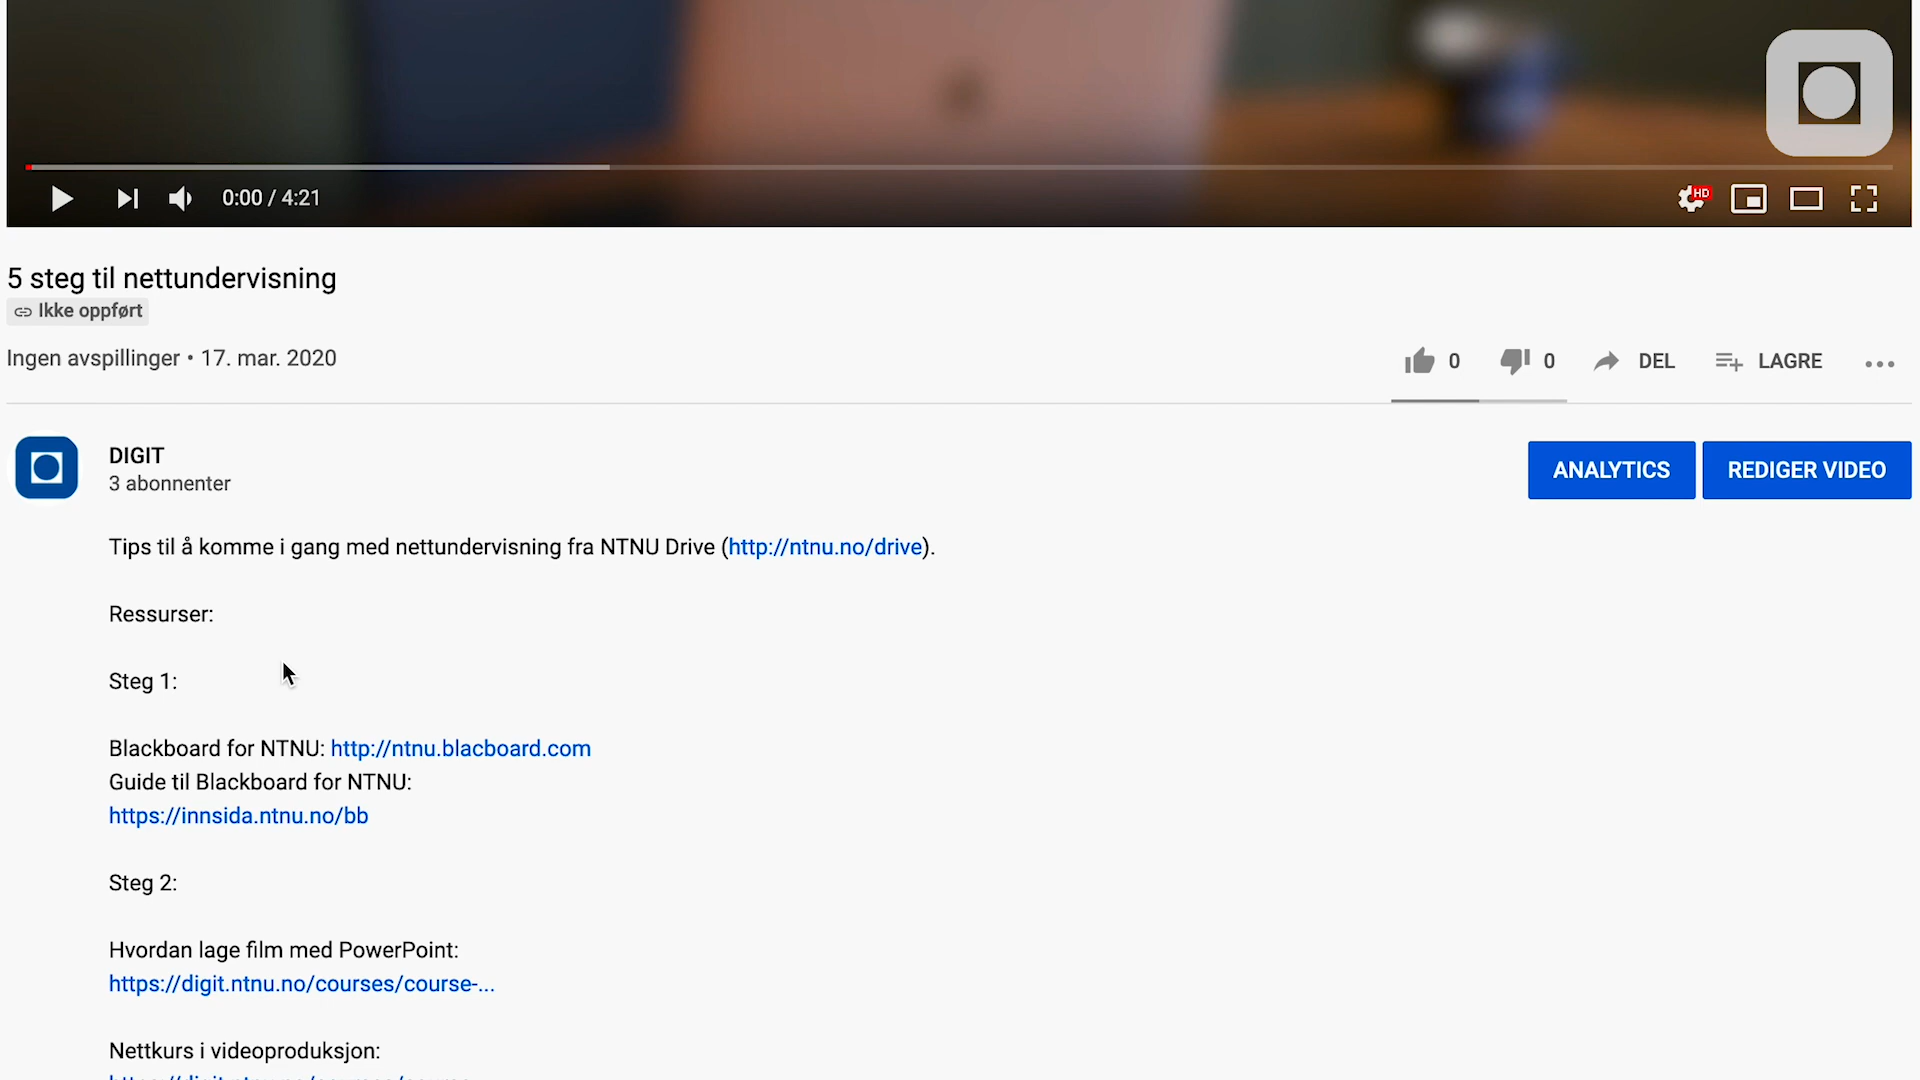 0:00 / 4:21
HD
5 steg til nettundervisning
Ikke oppført
Ingen avspillinger • 17. mar. 2020
0
0
DEL
LAGRE
DIGIT
3 abonnenter
ANALYTICS
REDIGER VIDEO
Tips til å komme i gang med nettundervisning fra NTNU Drive (http://ntnu.no/drive).
Ressurser:
Steg 1:
Blackboard for NTNU: http://ntnu.blacboard.com
Guide til Blackboard for NTNU:
https://innsida.ntnu.no/bb
Steg 2:
Hvordan lage film med PowerPoint:
https://digit.ntnu.no/courses/course-...
Nettkurs i videoproduksjon: